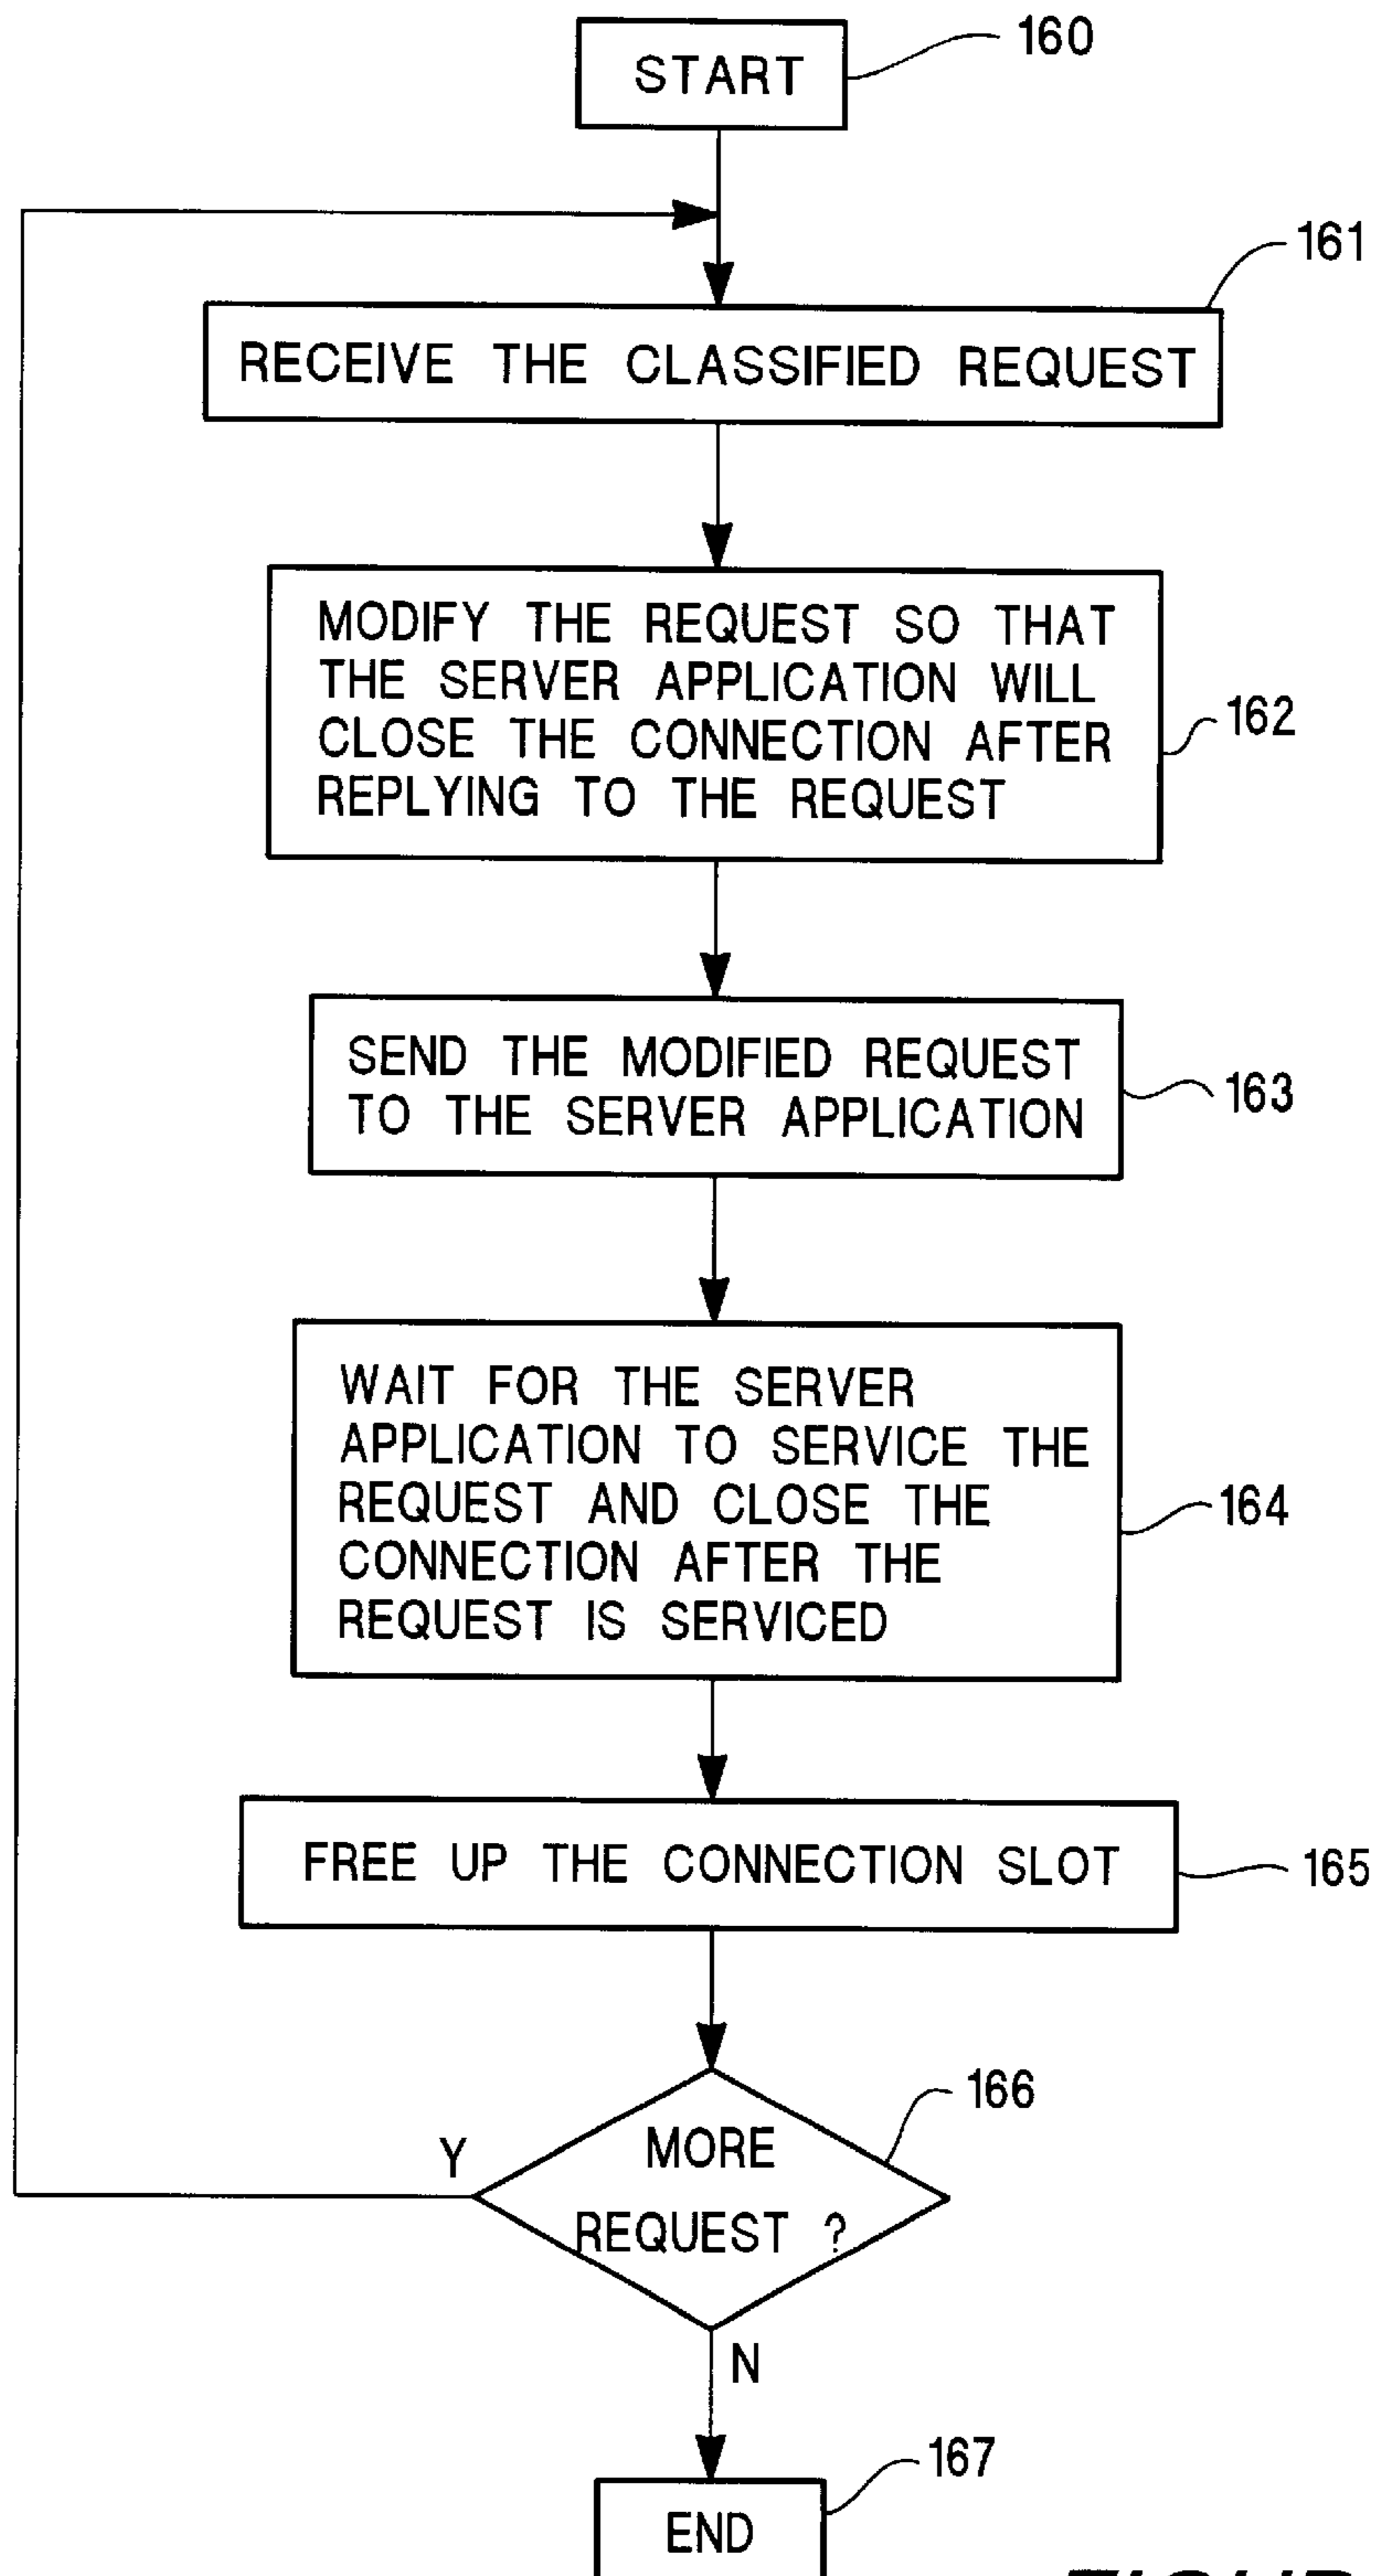 START
160
161
RECEIVE THE CLASSIFIED REQUEST
MODIFY THE REQUEST SO THAT
THE SERVER APPLICATION WILL
CLOSE THE CONNECTION AFTER
REPLYING TO THE REQUEST
162
SEND THE MODIFIED REQUEST
TO THE SERVER APPLICATION
163
WAIT FOR THE SERVER
APPLICATION TO SERVICE THE
REQUEST AND CLOSE THE
CONNECTION AFTER THE
REQUEST IS SERVICED
164
FREE UP THE CONNECTION SLOT
165
166
MORE
REQUEST ?
Y
N
167
END